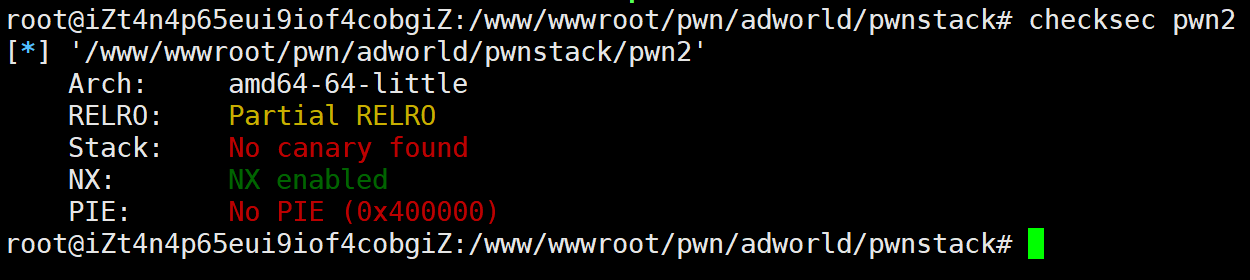 root@iZt4n4p65eui9iof4cobgiZ:/www/wwwroot/pwn/adworld/pwnstack# checksec pwn2
[*] '/www/wwwroot/pwn/adworld/pwnstack/pwn2'
    Arch:     amd64-64-little
    RELRO:    Partial RELRO
    Stack:    No canary found
    NX:       NX enabled
    PIE:      No PIE (0x400000)
root@iZt4n4p65eui9iof4cobgiZ:/www/wwwroot/pwn/adworld/pwnstack#